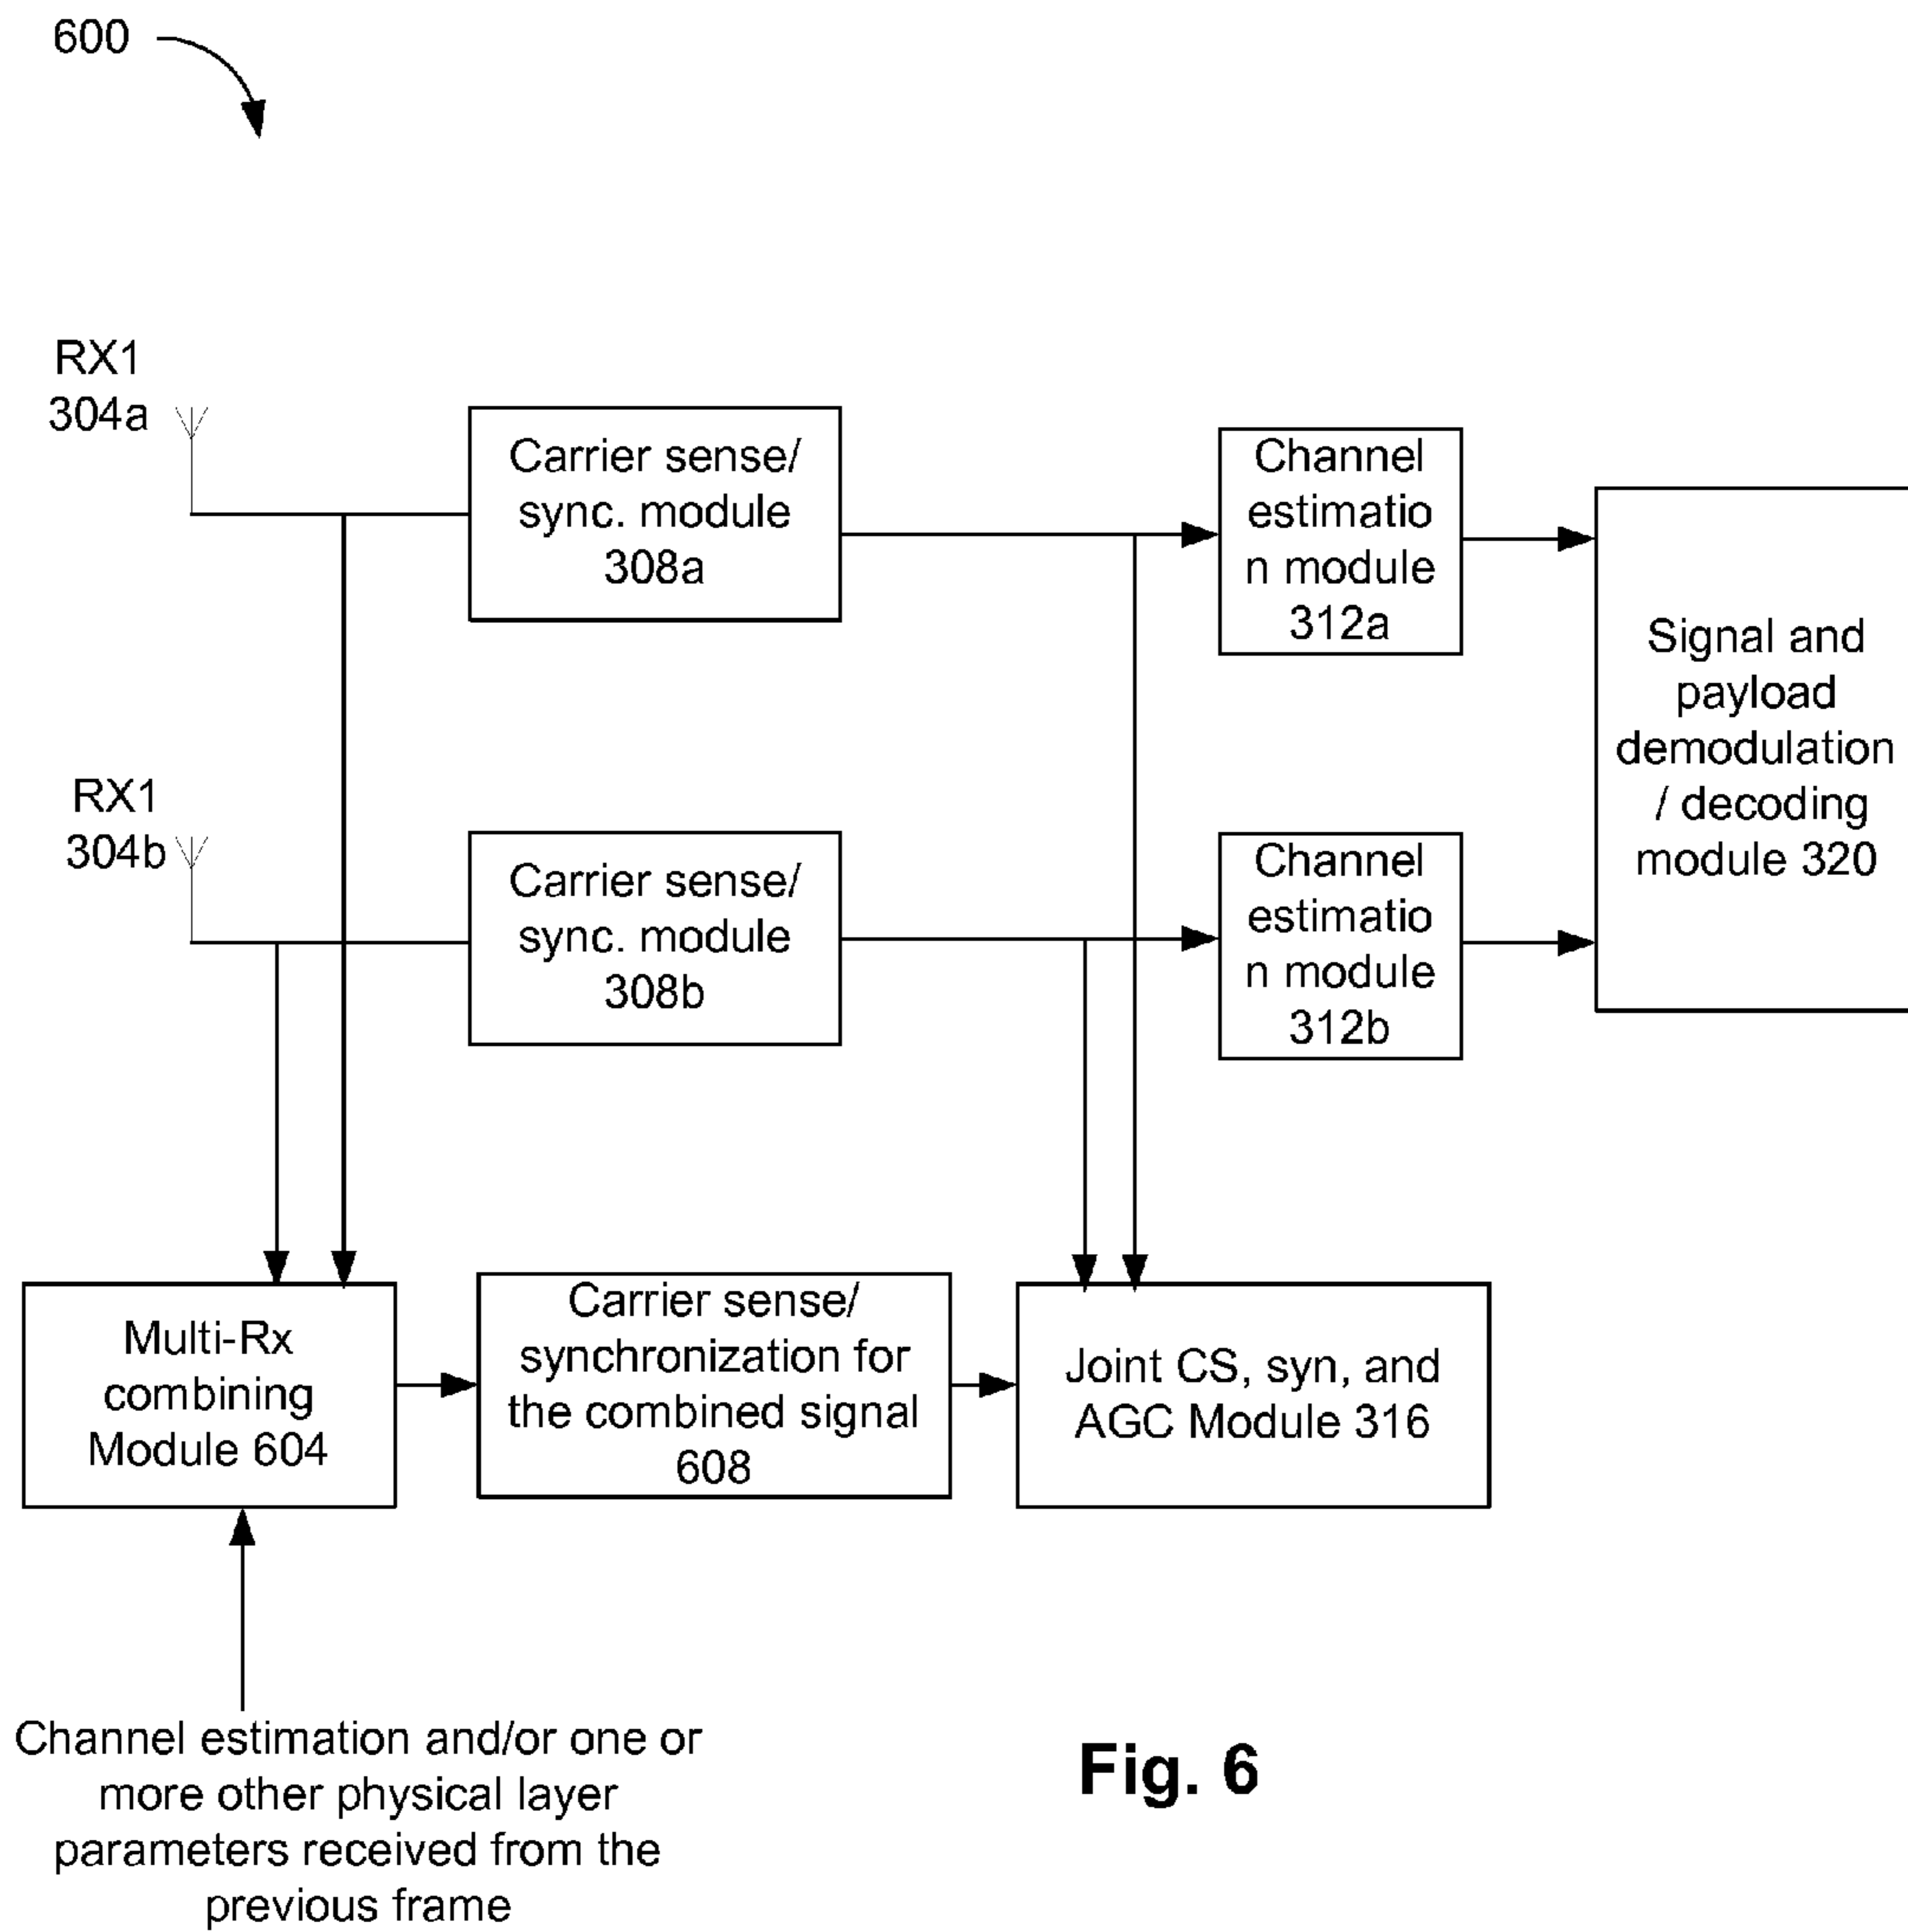 600
RX1
304a
Carrier sense/
sync. module
308a
Channel
estimatio
n module
312a
Signal and
payload
demodulation
/ decoding
module 320
RX1
304b
Carrier sense/
sync. module
308b
Channel
estimatio
n module
312b
Multi-Rx
combining
Module 604
Carrier sense/
synchronization for
the combined signal
608
Joint CS, syn, and
AGC Module 316
Channel estimation and/or one or
more other physical layer
parameters received from the
previous frame
Fig. 6